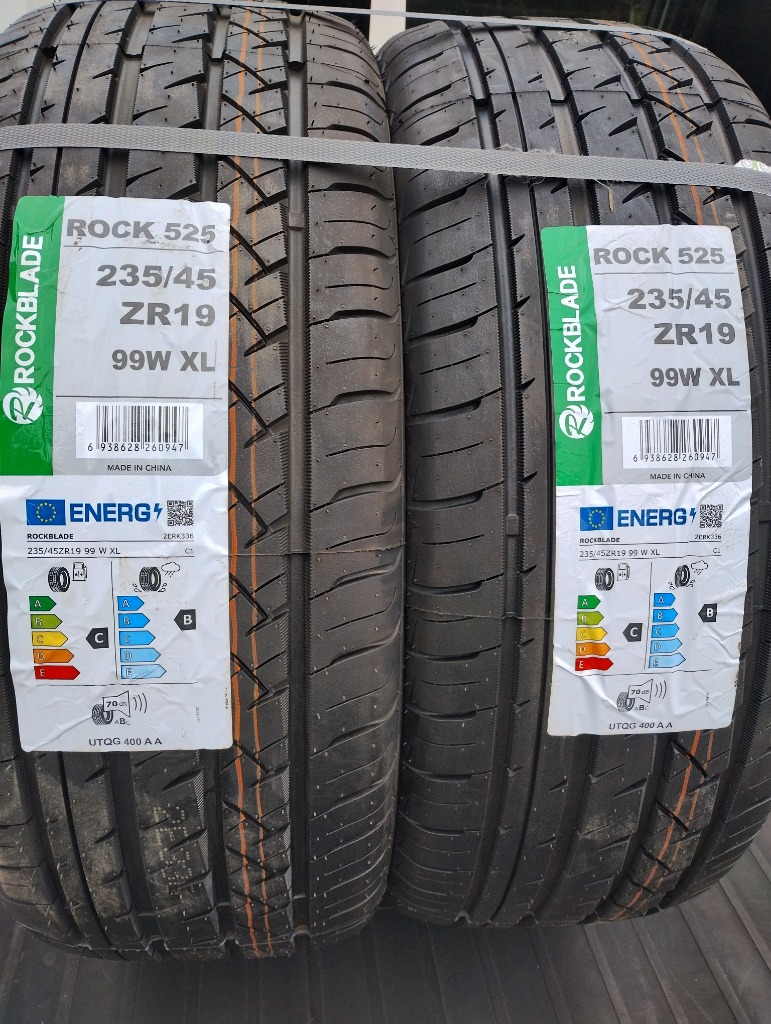 ROCKBLADE
ROCK 525
235/45
ZR19
99W XL
6 938628 260947
MADE IN CHINA
ENERG
ROCKBLADE 2ERK336
235/45ZR19 99 W XL C1
A
B
C
D
E
C
A
B
C
D
E
B
70 dB
ABC
UTQG 400 A A
ROCKBLADE
ROCK 525
235/45
ZR19
99W XL
6 938628 260947
MADE IN CHINA
ENERG
ROCKBLADE 2ERK336
235/45ZR19 99 W XL C1
A
B
C
D
E
C
A
B
C
D
E
B
70 dB
ABC
UTQG 400 A A